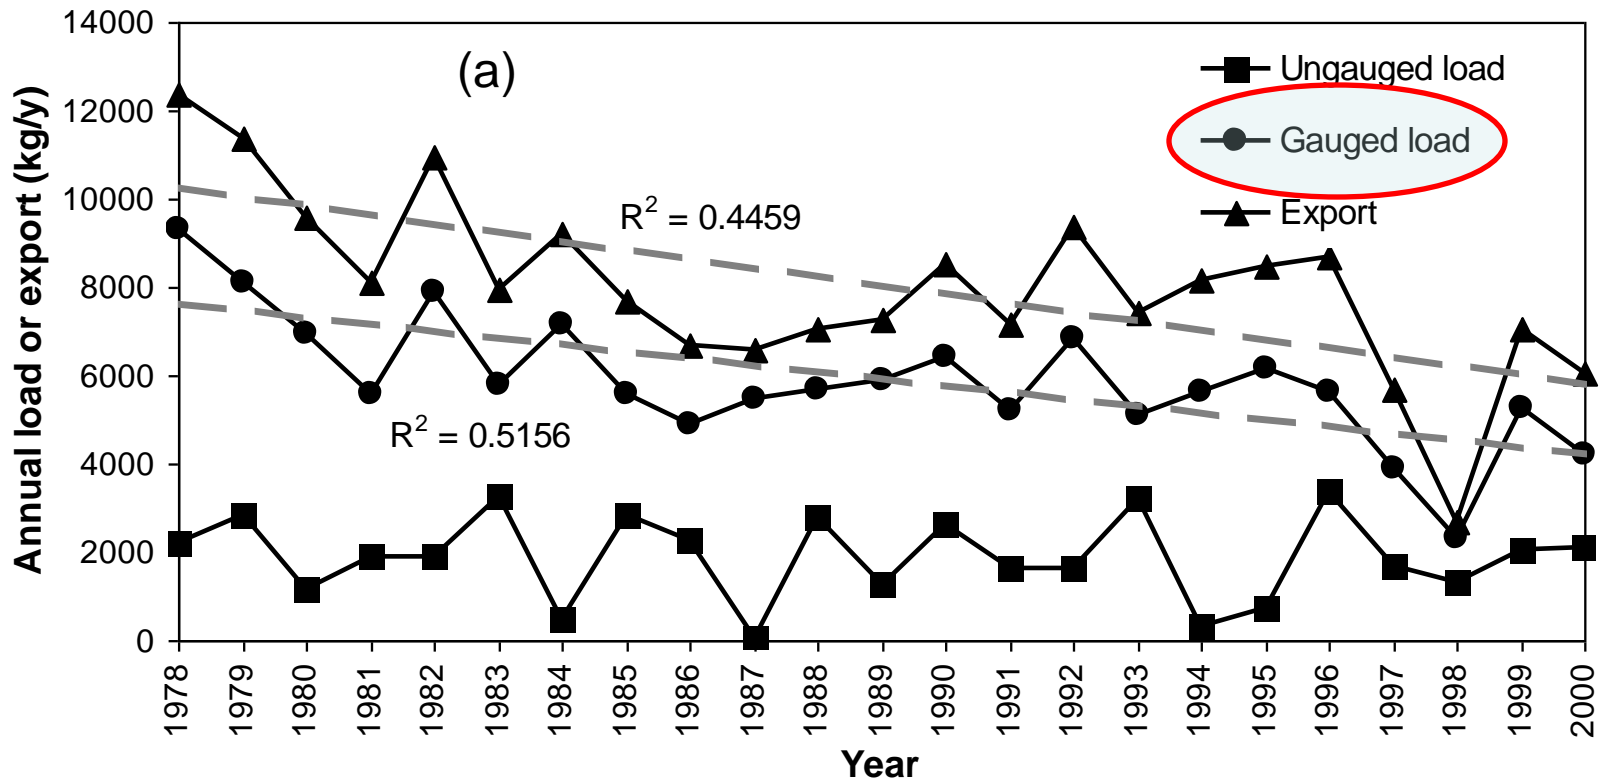 (a)
Ungauged load
Gauged load
Export
R² = 0.4459
R² = 0.5156
Annual load or export (kg/y)
14000
12000
10000
8000
6000
4000
2000
0
1978 1979 1980 1981 1982 1983 1984 1985 1986 1987 1988 1989 1990 1991 1992 1993 1994 1995 1996 1997 1998 1999 2000
Year